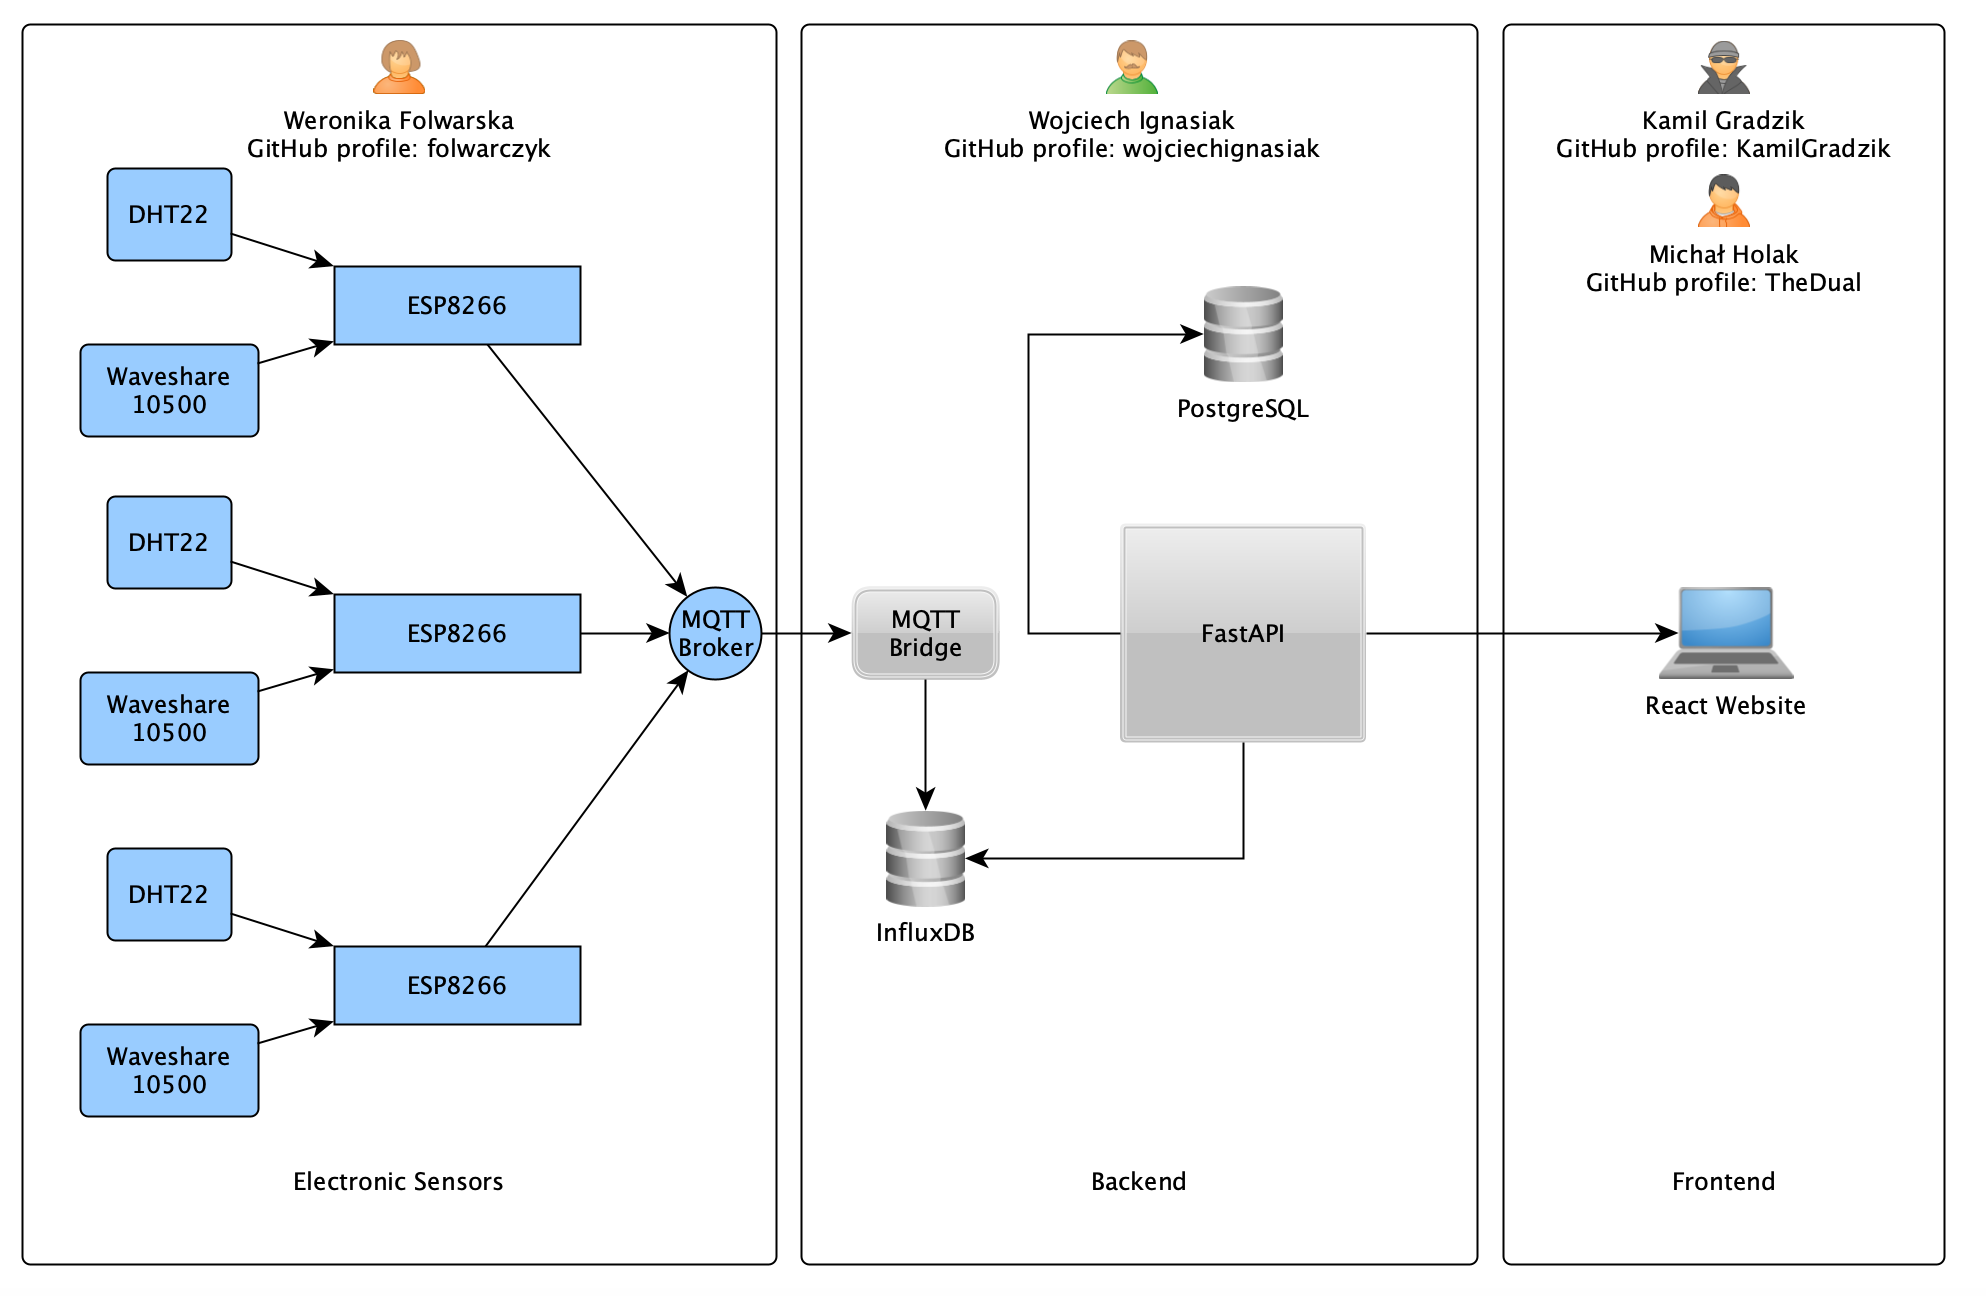 Weronika Folwarska
GitHub profile: folwarczyk
DHT22
ESP8266
Waveshare
10500
DHT22
ESP8266
Waveshare
10500
DHT22
ESP8266
Waveshare
10500
MQTT
Broker
Electronic Sensors
Wojciech Ignasiak
GitHub profile: wojciechignasiak
PostgreSQL
MQTT
Bridge
FastAPI
InfluxDB
Backend
Kamil Gradzik
GitHub profile: KamilGradzik
Michał Holak
GitHub profile: TheDual
React Website
Frontend